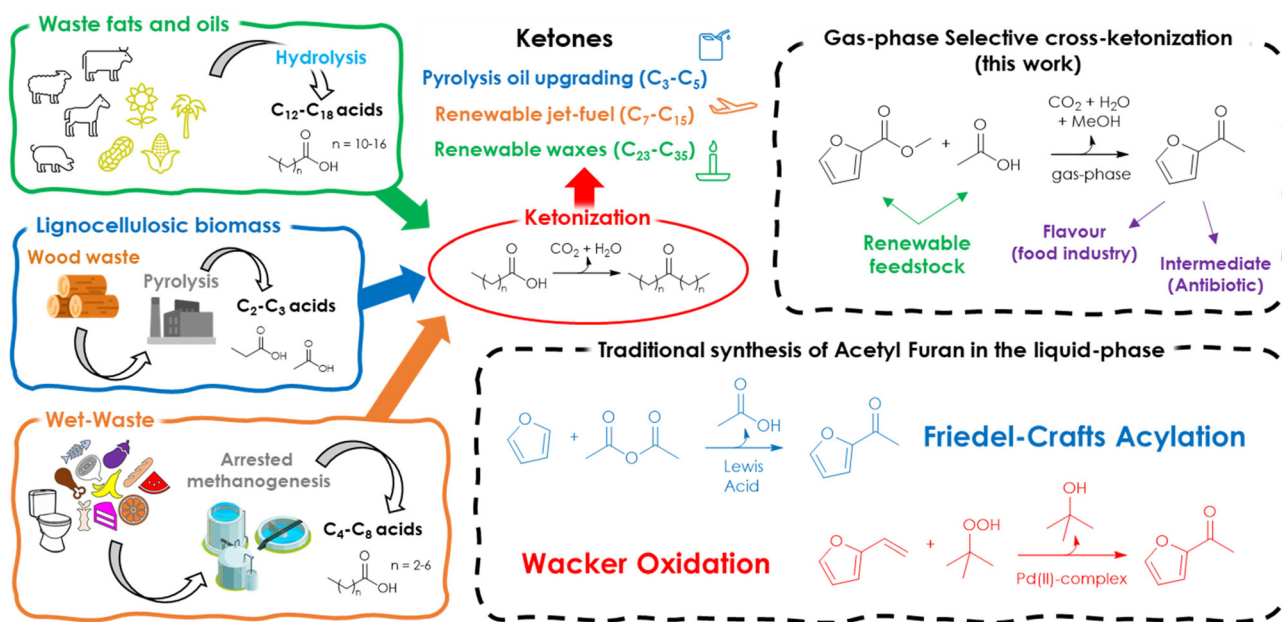 Waste fats and oils
Hydrolysis
C₁₂-C₁₈ acids
O
OH
n
n = 10-16
Lignocellulosic biomass
Wood waste
Pyrolysis
C₂-C₃ acids
O
OH
O
OH
Wet-Waste
Arrested
methanogenesis
C₄-C₈ acids
O
OH
n
n = 2-6
Ketones
Pyrolysis oil upgrading (C₃-C₅)
Renewable jet-fuel (C₇-C₁₅)
Renewable waxes (C₂₃-C₃₅)
Ketonization
O
OH
n
CO₂ + H₂O
O
n
n
Gas-phase Selective cross-ketonization
(this work)
O
O
O
+
O
OH
CO₂ + H₂O
+ MeOH
gas-phase
O
O
Renewable
feedstock
Flavour
(food industry)
Intermediate
(Antibiotic)
Traditional synthesis of Acetyl Furan in the liquid-phase
O
+
O
O
O
O
OH
Lewis
Acid
O
O
Friedel-Crafts Acylation
Wacker Oxidation
O
+
OOH
OH
Pd(II)-complex
O
O